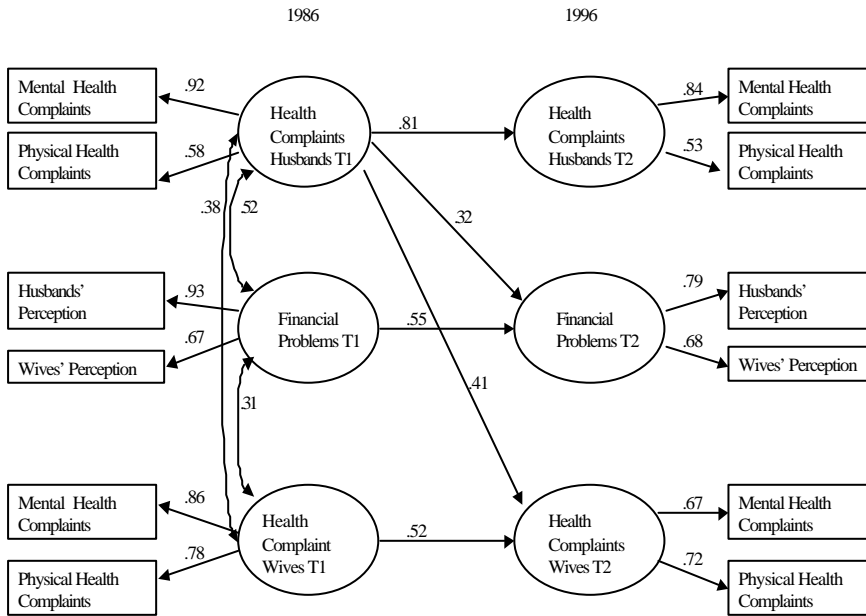 1986
1996
Mental Health
Complaints
.92
Physical Health
Complaints
.58
Health
Complaints
Husbands T1
.81
Health
Complaints
Husbands T2
.84
Mental Health
Complaints
.53
Physical Health
Complaints
.38
.52
.32
.41
Husbands’
Perception
.93
Wives’ Perception
.67
Financial
Problems T1
.55
Financial
Problems T2
.79
Husbands’
Perception
.68
Wives’ Perception
.31
Mental Health
Complaints
.86
Physical Health
Complaints
.78
Health
Complaint
Wives T1
.52
Health
Complaints
Wives T2
.67
Mental Health
Complaints
.72
Physical Health
Complaints